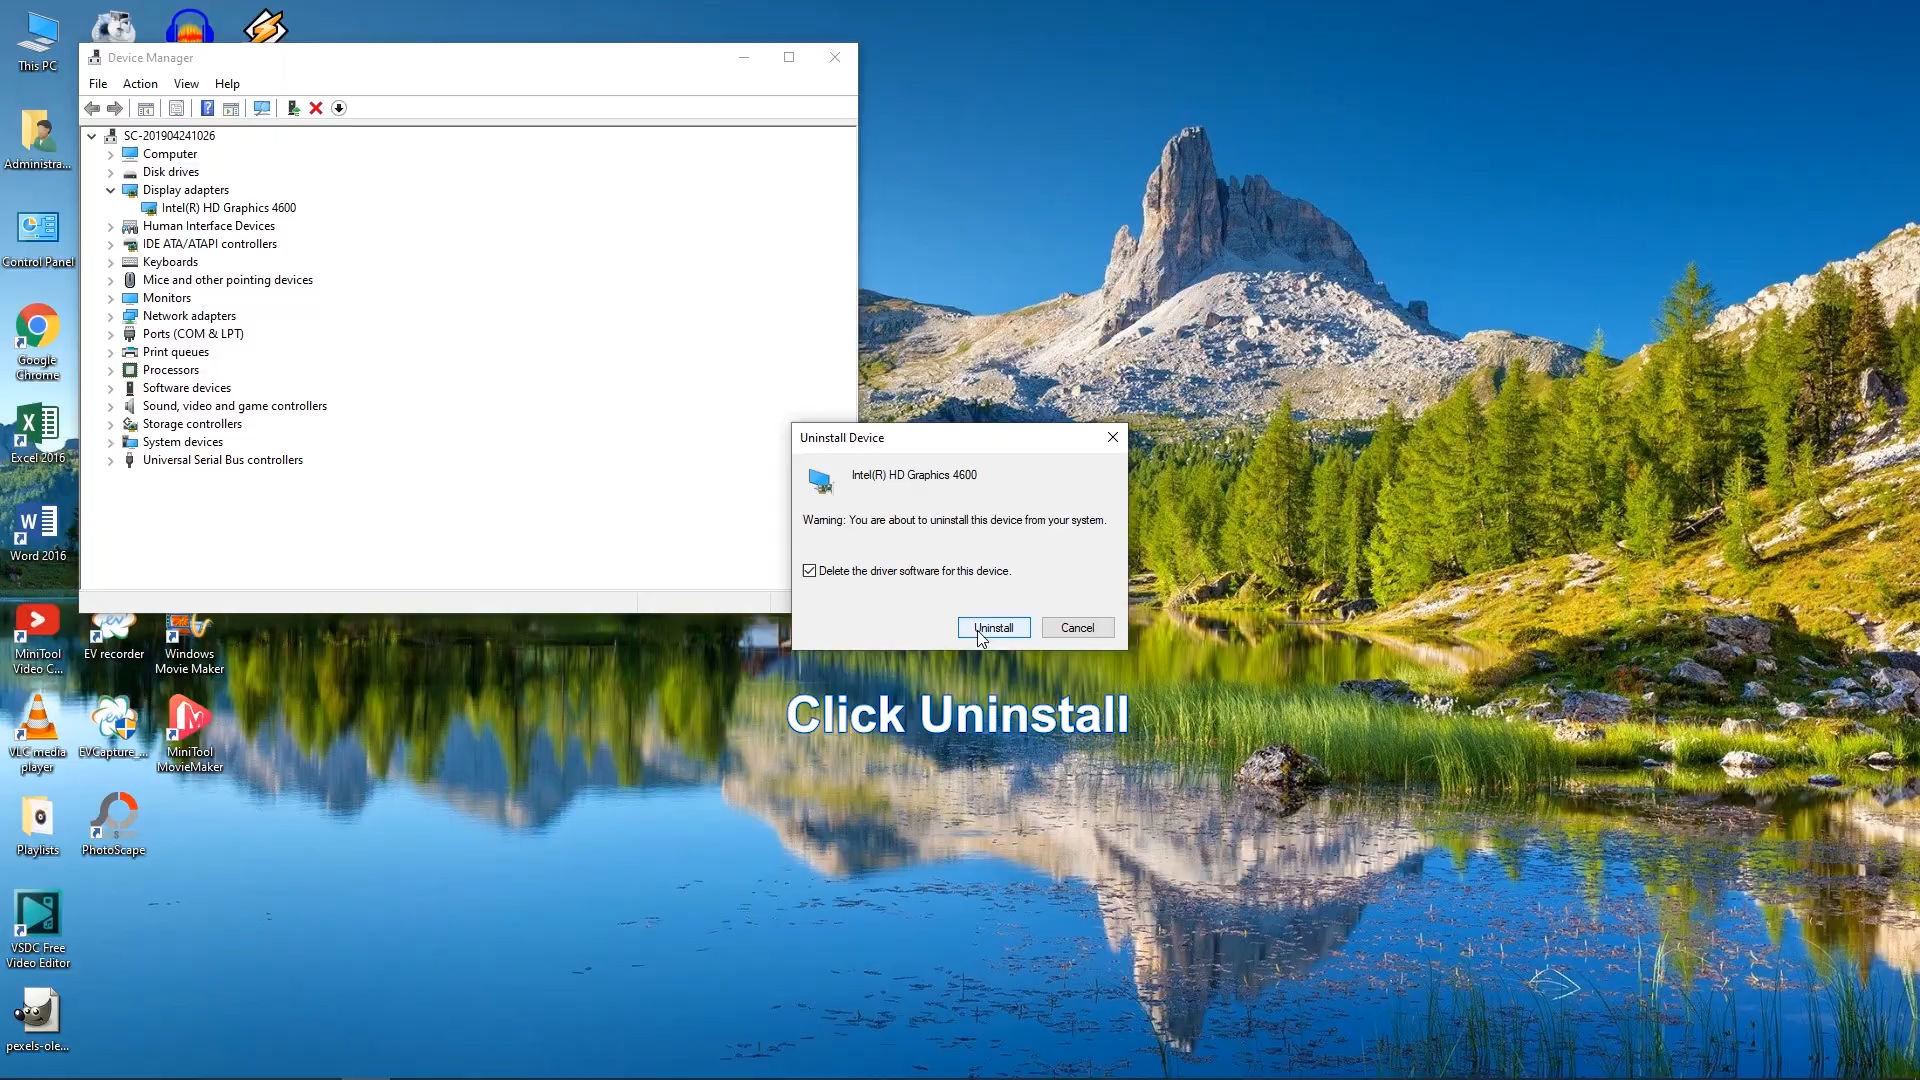 This PC
Administra...
Control Panel
Google
Chrome
Excel 2016
Word 2016
MiniTool
Video C...
EV recorder
Windows
Movie Maker
VLC media
player
EVCapture_...
MiniTool
MovieMaker
Playlists
PhotoScape
VSDC Free
Video Editor
pexels-ole...
Device Manager
File Action View Help
SC-201904241026
Computer
Disk drives
Display adapters
Intel(R) HD Graphics 4600
Human Interface Devices
IDE ATA/ATAPI controllers
Keyboards
Mice and other pointing devices
Monitors
Network adapters
Ports (COM & LPT)
Print queues
Processors
Software devices
Sound, video and game controllers
Storage controllers
System devices
Universal Serial Bus controllers
Uninstall Device
Intel(R) HD Graphics 4600
Warning: You are about to uninstall this device from your system.
Delete the driver software for this device.
Uninstall Cancel
Click Uninstall